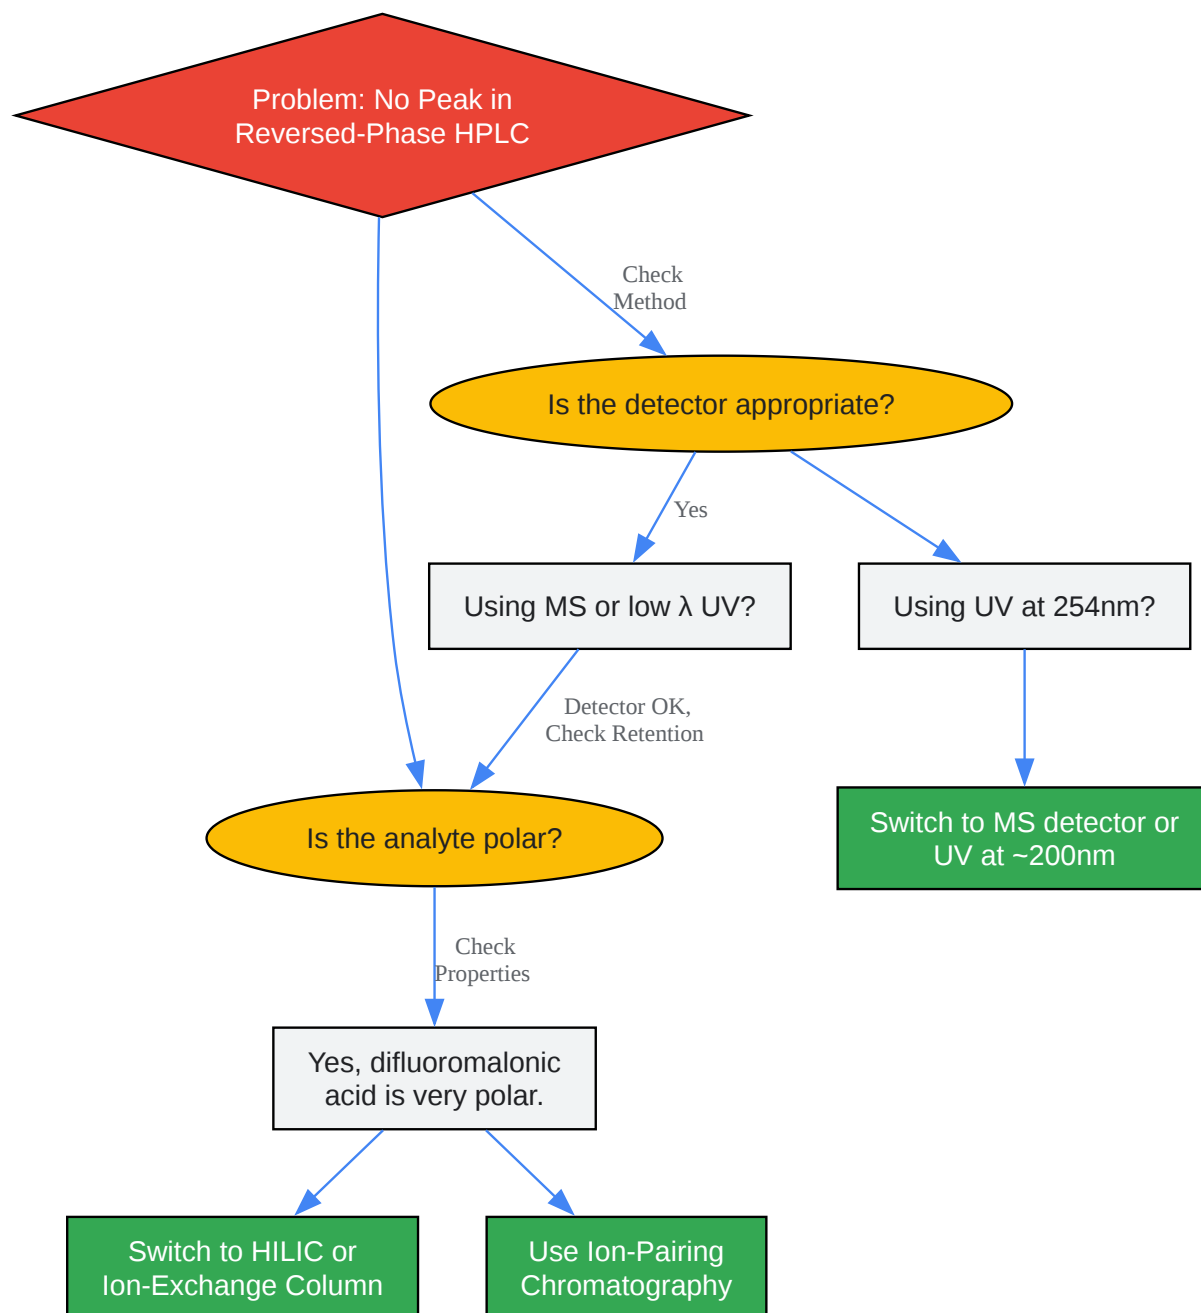 Problem: No Peak in
Reversed-Phase HPLC
Check
Method
Is the detector appropriate?
Yes
Using MS or low λ UV?
Using UV at 254nm?
Detector OK,
Check Retention
Switch to MS detector or
UV at ~200nm
Is the analyte polar?
Check
Properties
Yes, difluoromalonic
acid is very polar.
Switch to HILIC or
Ion-Exchange Column
Use Ion-Pairing
Chromatography